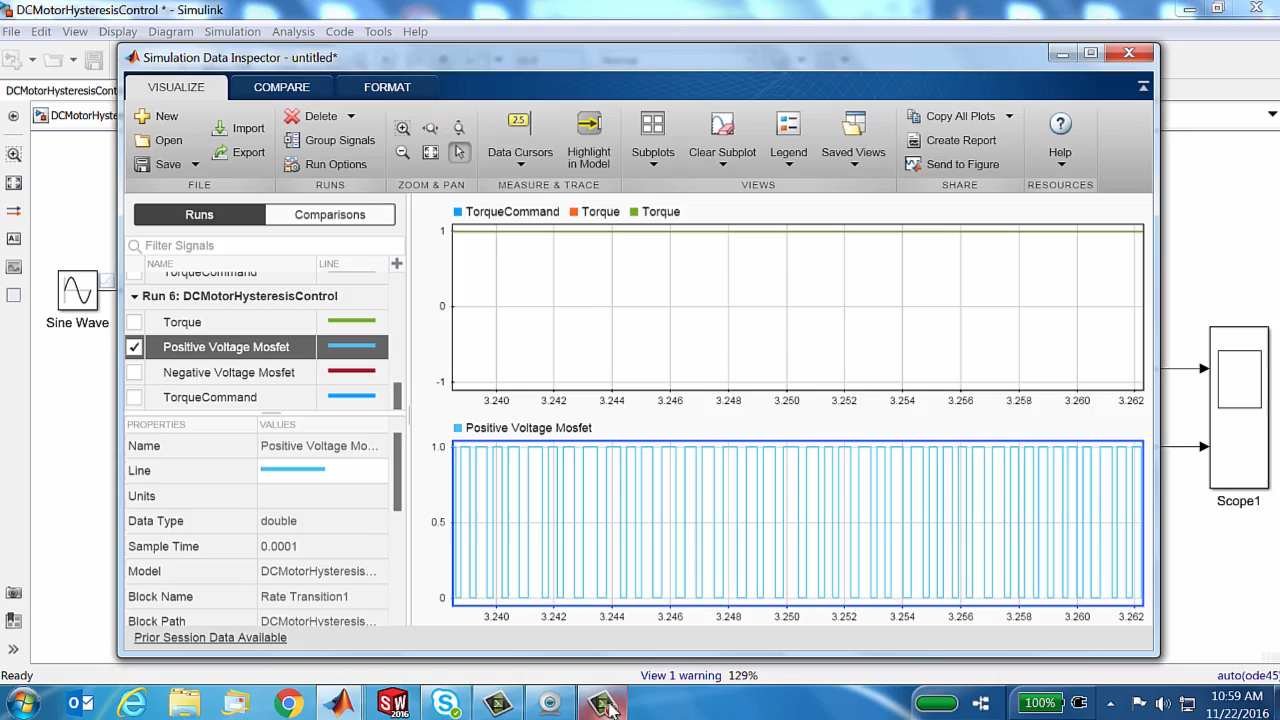 DCMotorHysteresisControl * - Simulink
File Edit View Display Diagram Simulation Analysis Code Tools Help
Simulation Data Inspector - untitled*
VISUALIZE COMPARE FORMAT
DCMotorHysteresisCont
DCMotorHyste
New
Open
Save
Import
Export
FILE
Delete
Group Signals
Run Options
RUNS
ZOOM & PAN
2.5
Data Cursors
Highlight
in Model
MEASURE & TRACE
Subplots
Clear Subplot
Legend
Saved Views
VIEWS
Copy All Plots
Create Report
Send to Figure
SHARE
Help
RESOURCES
Runs Comparisons
Filter Signals
NAME LINE
TorqueCommand
Run 6: DCMotorHysteresisControl
Torque
Positive Voltage Mosfet
Negative Voltage Mosfet
TorqueCommand
PROPERTIES VALUES
Name Positive Voltage Mo...
Line
Units
Data Type double
Sample Time 0.0001
Model DCMotorHysteresis...
Block Name Rate Transition1
Block Path DCMotorHysteresis...
Prior Session Data Available
TorqueCommand Torque Torque
1
0
-1
3.240 3.242 3.244 3.246 3.248 3.250 3.252 3.254 3.256 3.258 3.260 3.262
Positive Voltage Mosfet
1.0
0.5
0
3.240 3.242 3.244 3.246 3.248 3.250 3.252 3.254 3.256 3.258 3.260 3.262
Sine Wave
Scope1
Ready View 1 warning 129% auto(ode45)
SW
2016
100%
10:59 AM
11/22/2016